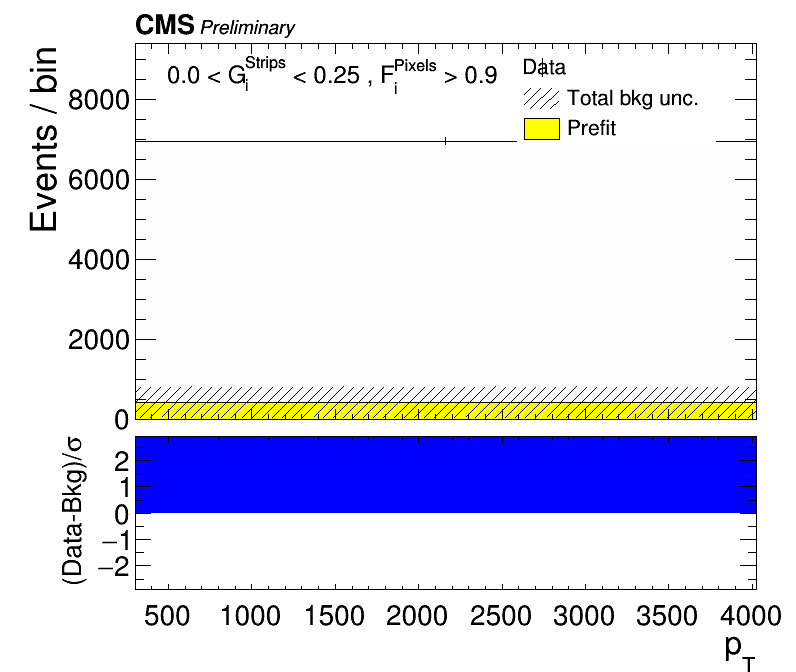 CMS Preliminary
0.0 < G_i^Strips < 0.25 , F_i^Pixels > 0.9
Data
Total bkg unc.
Prefit
Events / bin
8000
6000
4000
2000
0
(Data-Bkg)/σ
2
1
0
−1
−2
500 1000 1500 2000 2500 3000 3500 4000
p_T